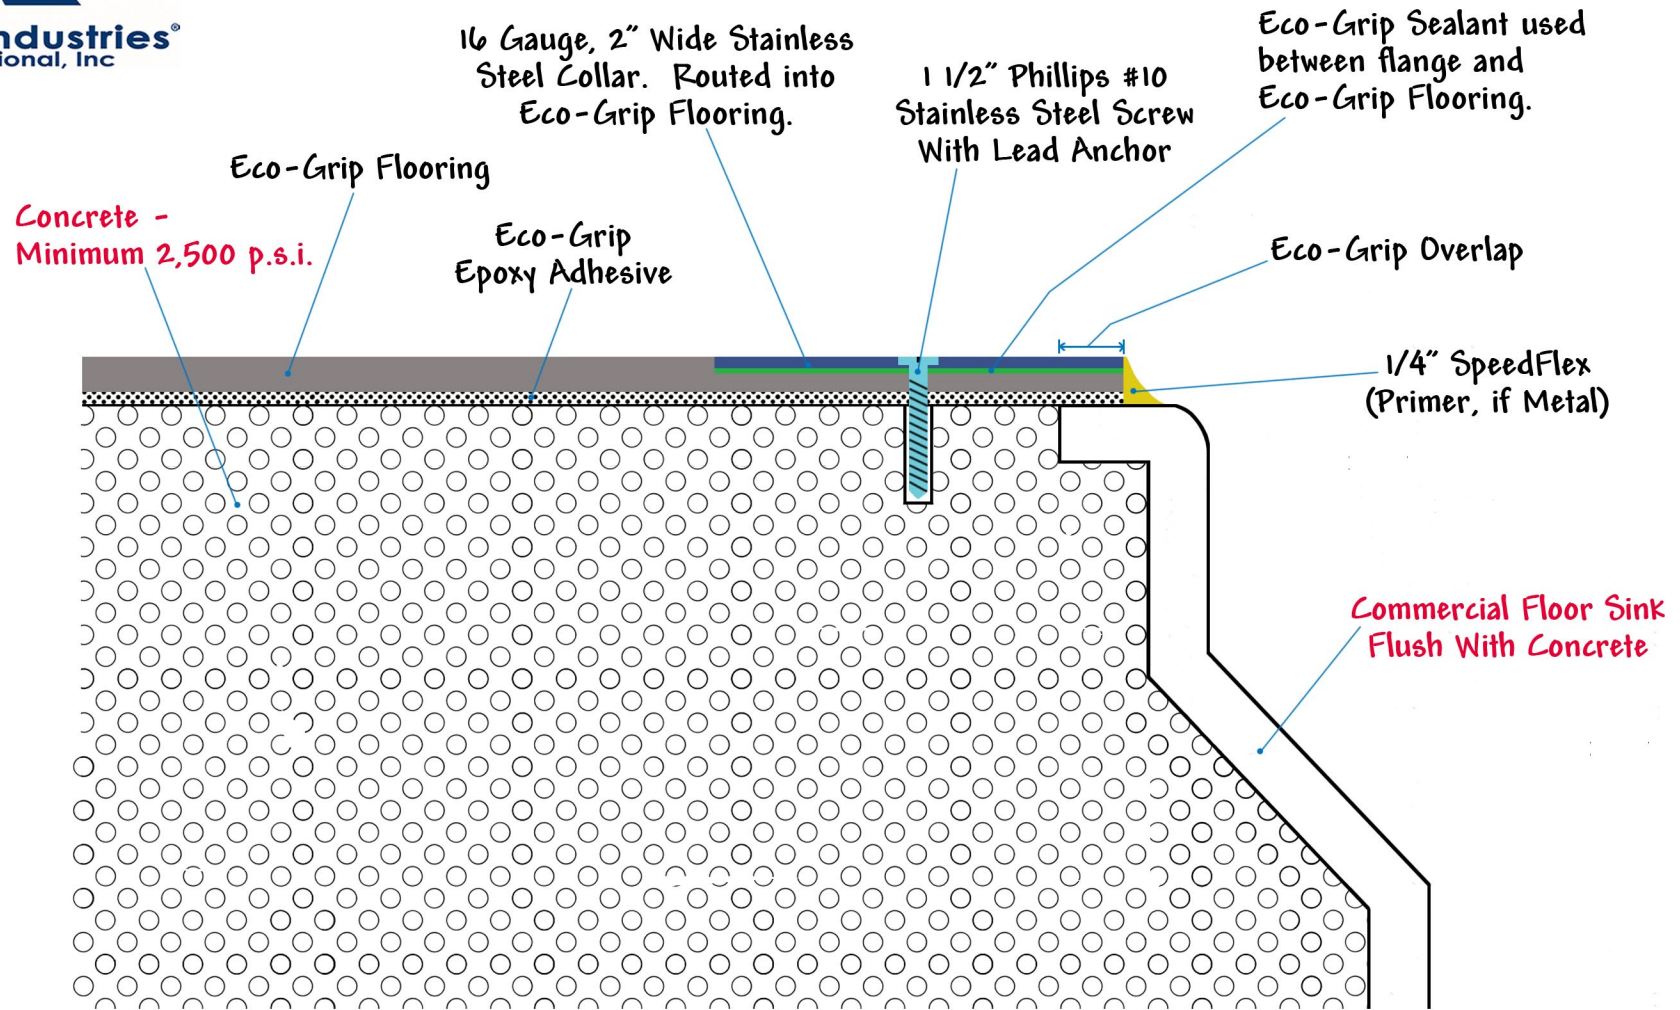 ndustries®
ional, Inc
16 Gauge, 2" Wide Stainless
Steel Collar. Routed into
Eco-Grip Flooring.
1 1/2" Phillips #10
Stainless Steel Screw
With Lead Anchor
Eco-Grip Sealant used
between flange and
Eco-Grip Flooring.
Eco-Grip Flooring
Concrete -
Minimum 2,500 p.s.i.
Eco-Grip
Epoxy Adhesive
Eco-Grip Overlap
1/4" SpeedFlex
(Primer, if Metal)
Commercial Floor Sink
Flush With Concrete